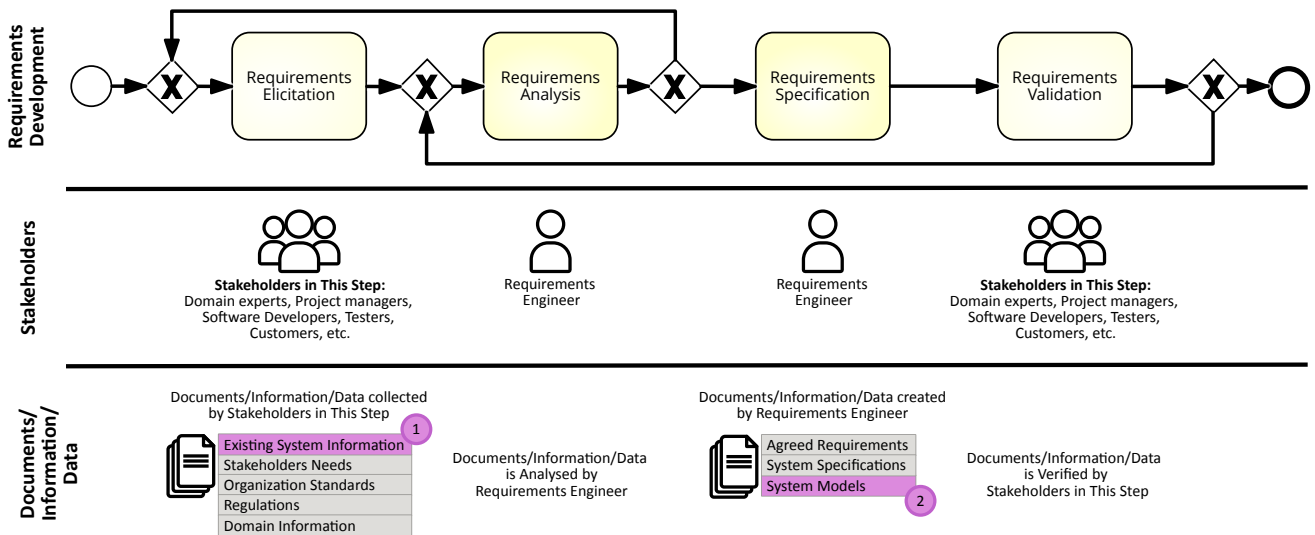 Requirements
Development
X
Requirements
Elicitation
X
Requiremens
Analysis
X
Requirements
Specification
Requirements
Validation
X
Stakeholders
Stakeholders in This Step:
Domain experts, Project managers,
Software Developers, Testers,
Customers, etc.
Requirements
Engineer
Requirements
Engineer
Stakeholders in This Step:
Domain experts, Project managers,
Software Developers, Testers,
Customers, etc.
Documents/
Information/
Data
Documents/Information/Data collected
by Stakeholders in This Step
1
Existing System Information
Stakeholders Needs
Organization Standards
Regulations
Domain Information
Documents/Information/Data
is Analysed by
Requirements Engineer
Documents/Information/Data created
by Requirements Engineer
Agreed Requirements
System Specifications
System Models
2
Documents/Information/Data
is Verified by
Stakeholders in This Step